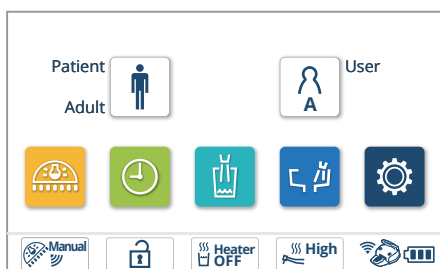 Patient
User
Adult
A
Manual
Heater
OFF
High